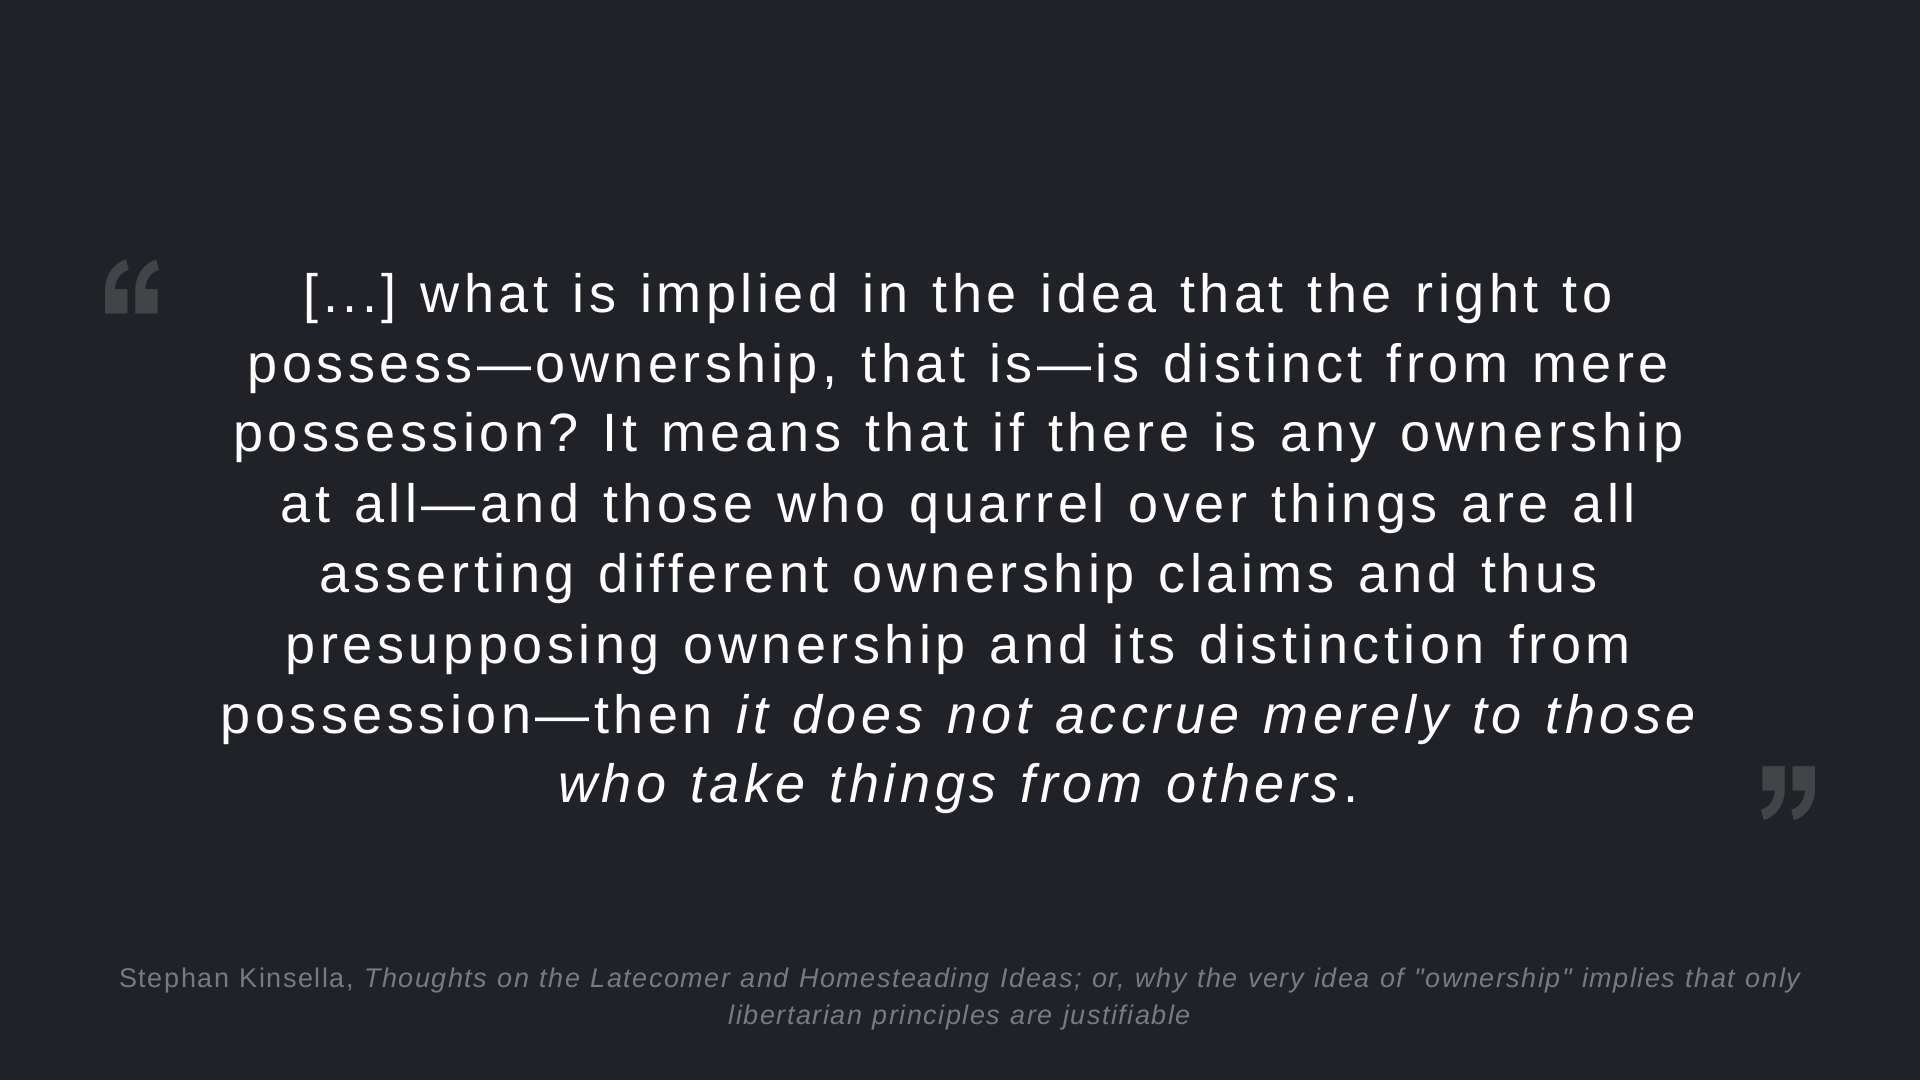 “
[...] what is implied in the idea that the right to
possess—ownership, that is—is distinct from mere
possession? It means that if there is any ownership
at all—and those who quarrel over things are all
asserting different ownership claims and thus
presupposing ownership and its distinction from
possession—then it does not accrue merely to those
who take things from others.
”
Stephan Kinsella, Thoughts on the Latecomer and Homesteading Ideas; or, why the very idea of "ownership" implies that only
libertarian principles are justifiable